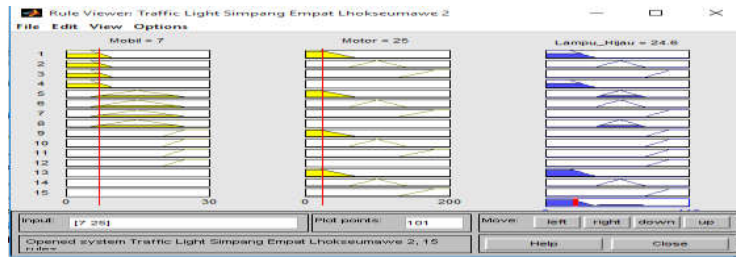 Rule Viewer: Traffic Light Simpang Empat Lhokseumawe 2
File Edit View Options
Mobil = 7
Motor = 25
Lampu_Hijau = 24.6
1
2
3
4
5
6
7
8
9
10
11
12
13
14
15
0 30
0 200
Input: [7 25]
Plot points: 101
Move: left right down up
Opened system Traffic Light Simpang Empat Lhokseumawe 2, 15
rules
Help
Close